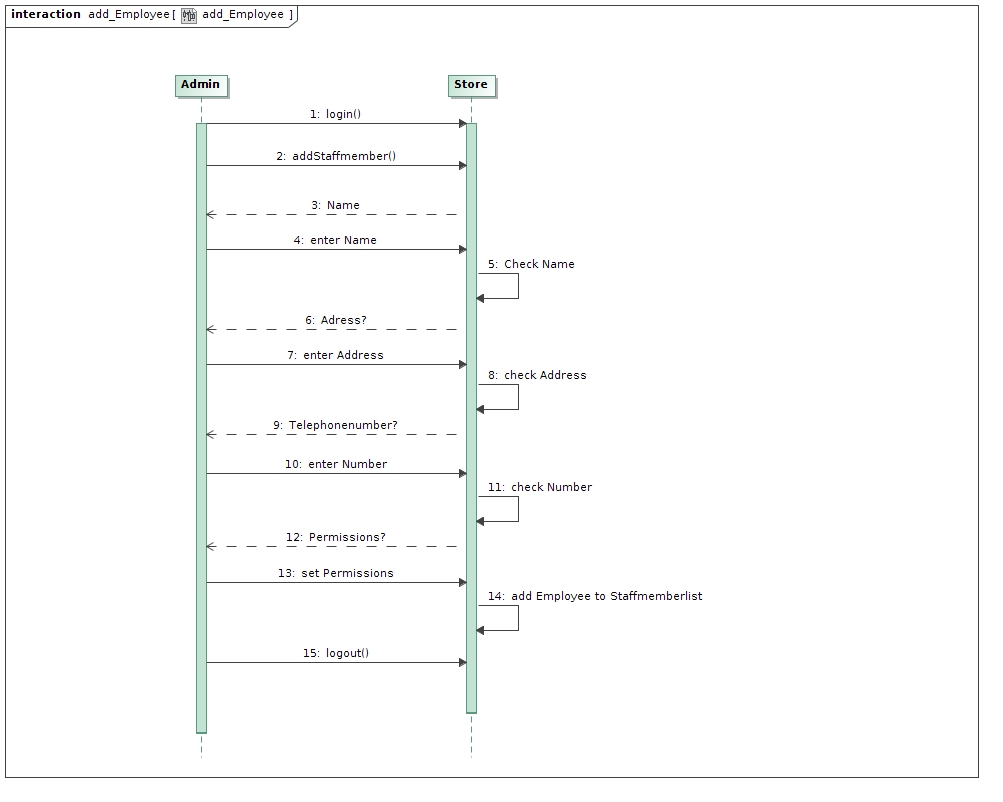 interaction add_Employee[ add_Employee ]
Admin
Store
1: login()
2: addStaffmember()
3: Name
4: enter Name
5: Check Name
6: Adress?
7: enter Address
8: check Address
9: Telephonenumber?
10: enter Number
11: check Number
12: Permissions?
13: set Permissions
14: add Employee to Staffmemberlist
15: logout()